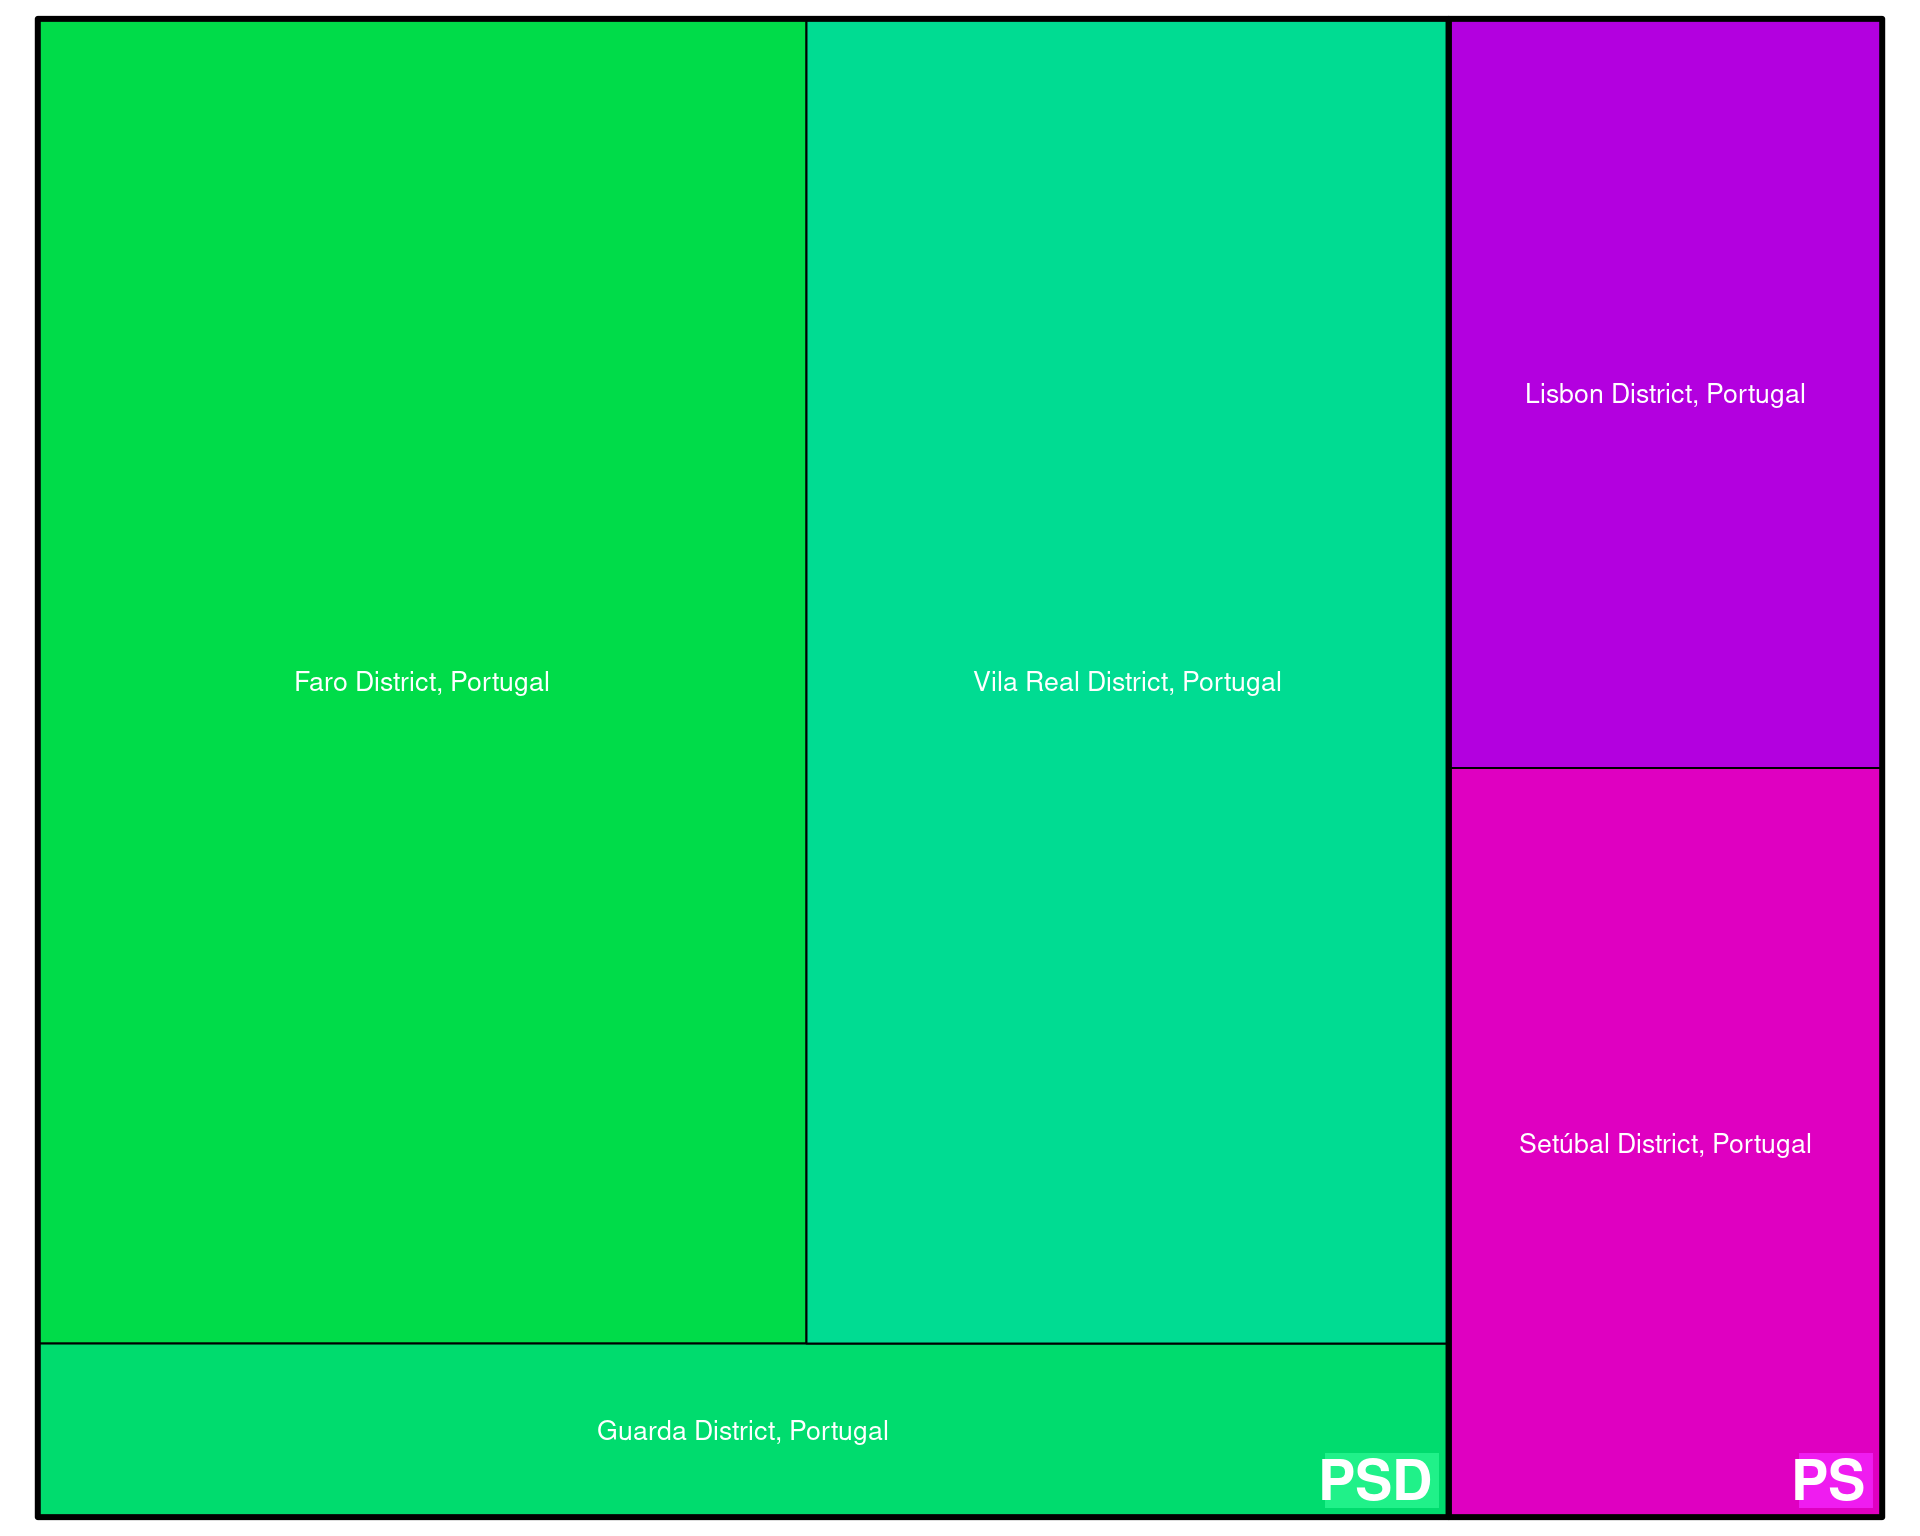 Faro District, Portugal
Vila Real District, Portugal
Lisbon District, Portugal
Setúbal District, Portugal
Guarda District, Portugal
PSD
PS